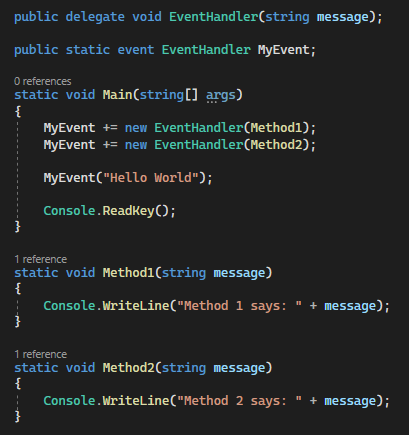 public delegate void EventHandler(string message);
public static event EventHandler MyEvent;
0 references
static void Main(string[] args)
{
MyEvent += new EventHandler(Method1);
MyEvent += new EventHandler(Method2);
MyEvent("Hello World");
Console.ReadKey();
}
1 reference
static void Method1(string message)
{
Console.WriteLine("Method 1 says: " + message);
}
1 reference
static void Method2(string message)
{
Console.WriteLine("Method 2 says: " + message);
}